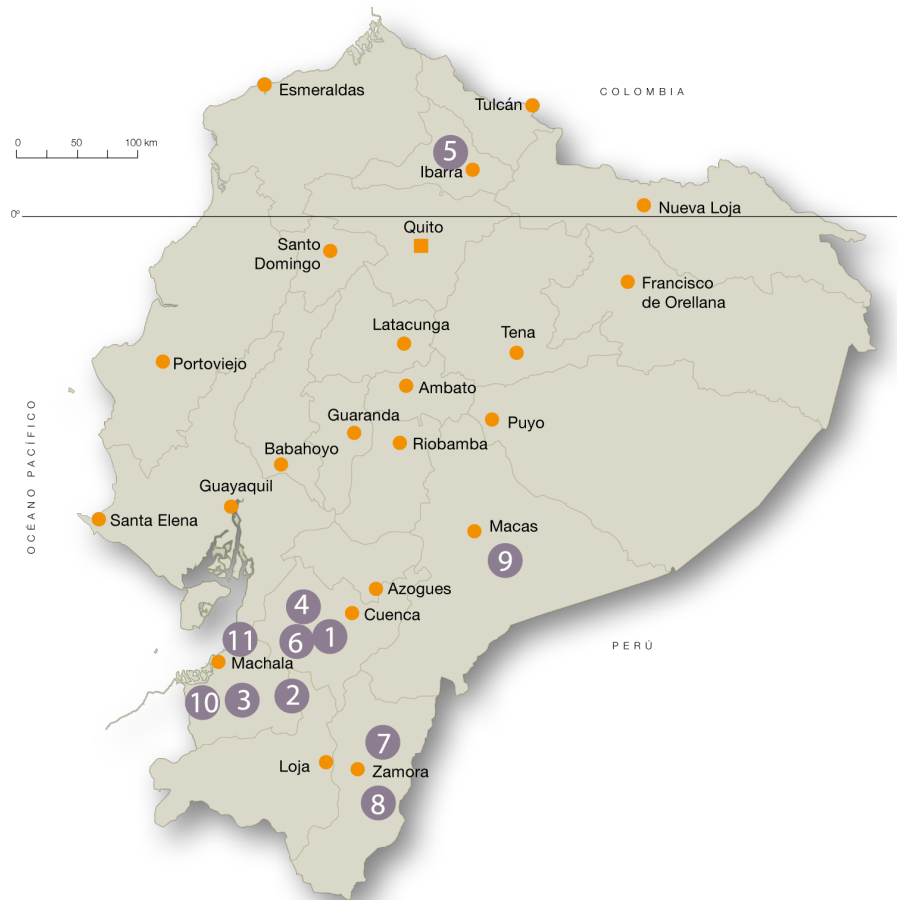 COLOMBIA
Esmeraldas
Tulcán
0 50 100 km
5
Ibarra
0º
Nueva Loja
Quito
Santo
Domingo
Francisco
de Orellana
Latacunga
Tena
Portoviejo
Ambato
Guaranda
Puyo
Riobamba
Babahoyo
Guayaquil
OCÉANO PACÍFICO
Santa Elena
Macas
9
Azogues
4
Cuenca
11
6
1
PERÚ
Machala
10
3
2
7
Loja
Zamora
8